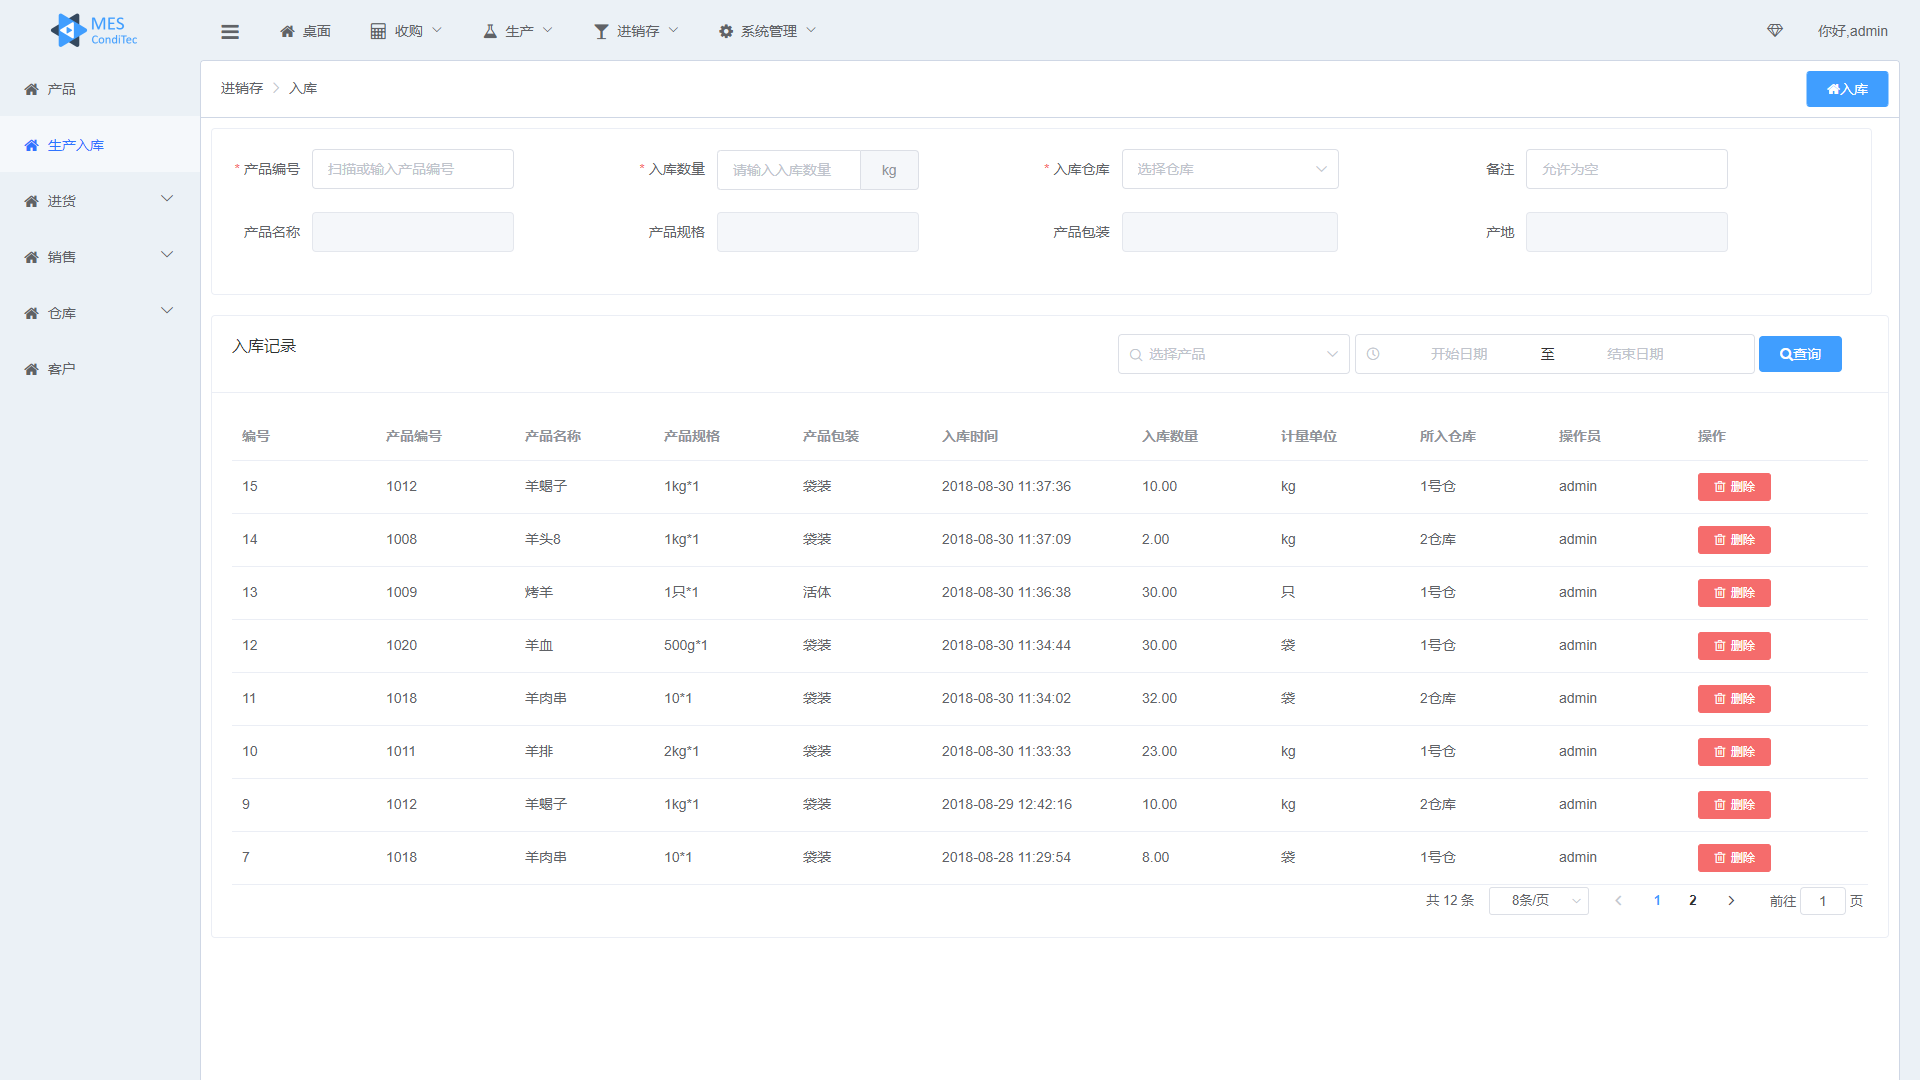 MES
CondiTec
桌面 收购 生产 进销存 系统管理 你好,admin
产品
生产入库
进货
销售
仓库
客户
进销存 入库
入库
* 产品编号 扫描或输入产品编号 * 入库数量 请输入入库数量 kg * 入库仓库 选择仓库 备注 允许为空
产品名称 产品规格 产品包装 产地
入库记录 选择产品 开始日期 至 结束日期 查询
编号 产品编号 产品名称 产品规格 产品包装 入库时间 入库数量 计量单位 所入仓库 操作员 操作
15 1012 羊蝎子 1kg*1 袋装 2018-08-30 11:37:36 10.00 kg 1号仓 admin 删除
14 1008 羊头8 1kg*1 袋装 2018-08-30 11:37:09 2.00 kg 2仓库 admin 删除
13 1009 烤羊 1只*1 活体 2018-08-30 11:36:38 30.00 只 1号仓 admin 删除
12 1020 羊血 500g*1 袋装 2018-08-30 11:34:44 30.00 袋 1号仓 admin 删除
11 1018 羊肉串 10*1 袋装 2018-08-30 11:34:02 32.00 袋 2仓库 admin 删除
10 1011 羊排 2kg*1 袋装 2018-08-30 11:33:33 23.00 kg 1号仓 admin 删除
9 1012 羊蝎子 1kg*1 袋装 2018-08-29 12:42:16 10.00 kg 2仓库 admin 删除
7 1018 羊肉串 10*1 袋装 2018-08-28 11:29:54 8.00 袋 1号仓 admin 删除
共 12 条 8条/页 1 2 前往 1 页